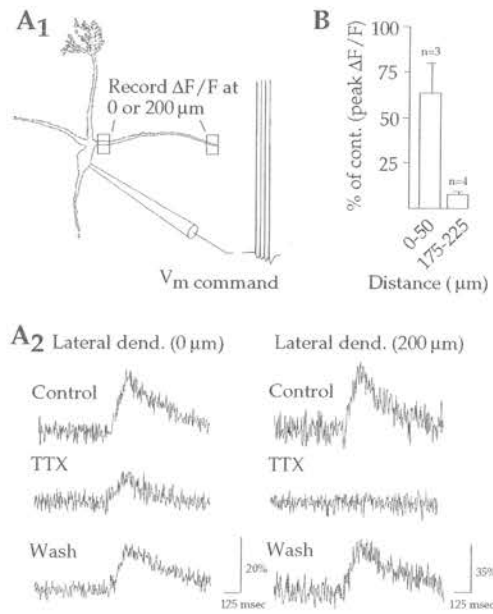 A1
Record ΔF/F at
0 or 200 µm
Vm command
B
% of cont. (peak ΔF/F)
100
75
50
25
n=3
n=4
0-50
175-225
Distance (µm)
A2
Lateral dend. (0 µm)
Lateral dend. (200 µm)
Control
Control
TTX
TTX
Wash
Wash
20%
125 msec
35%
125 msec